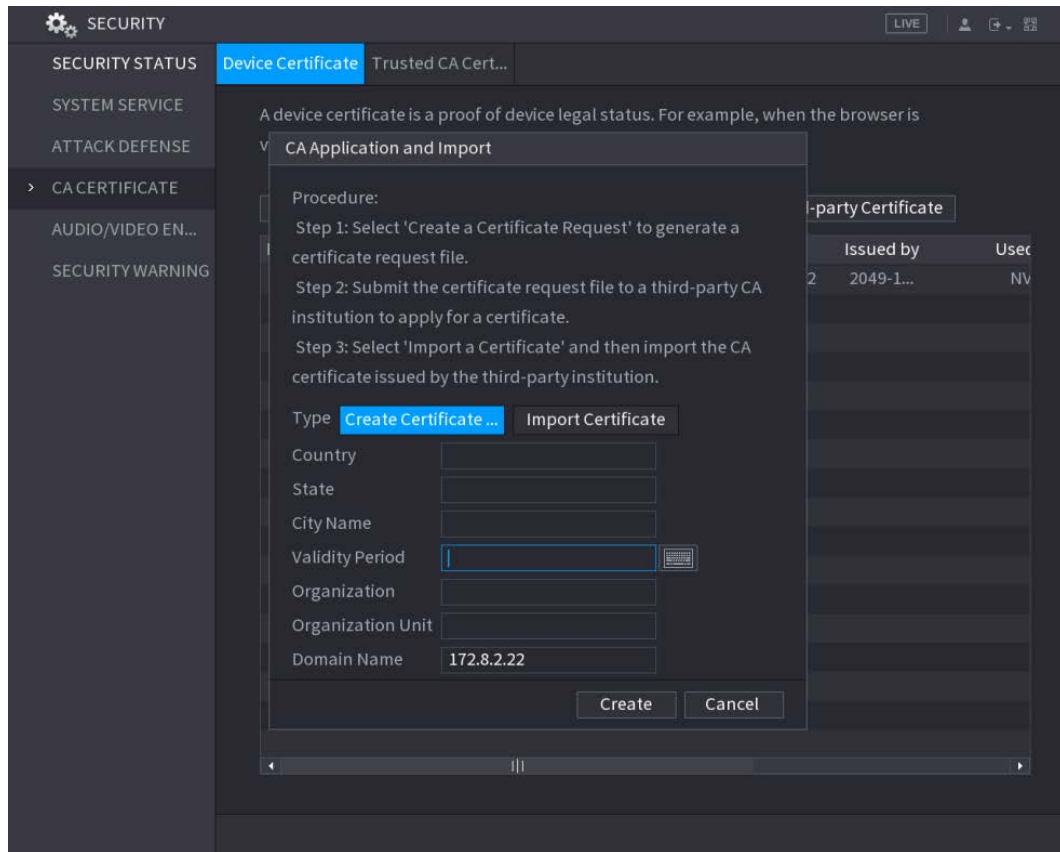 SECURITY
LIVE
SECURITY STATUS
SYSTEM SERVICE
ATTACK DEFENSE
CA CERTIFICATE
AUDIO/VIDEO EN...
SECURITY WARNING
Device Certificate
Trusted CA Cert...
A device certificate is a proof of device legal status. For example, when the browser is
CA Application and Import
Procedure:
Step 1: Select 'Create a Certificate Request' to generate a
certificate request file.
Step 2: Submit the certificate request file to a third-party CA
institution to apply for a certificate.
Step 3: Select 'Import a Certificate' and then import the CA
certificate issued by the third-party institution.
Type Create Certificate ... Import Certificate
Country
State
City Name
Validity Period
Organization
Organization Unit
Domain Name 172.8.2.22
Create Cancel
-party Certificate
Issued by
2 2049-1...
NV